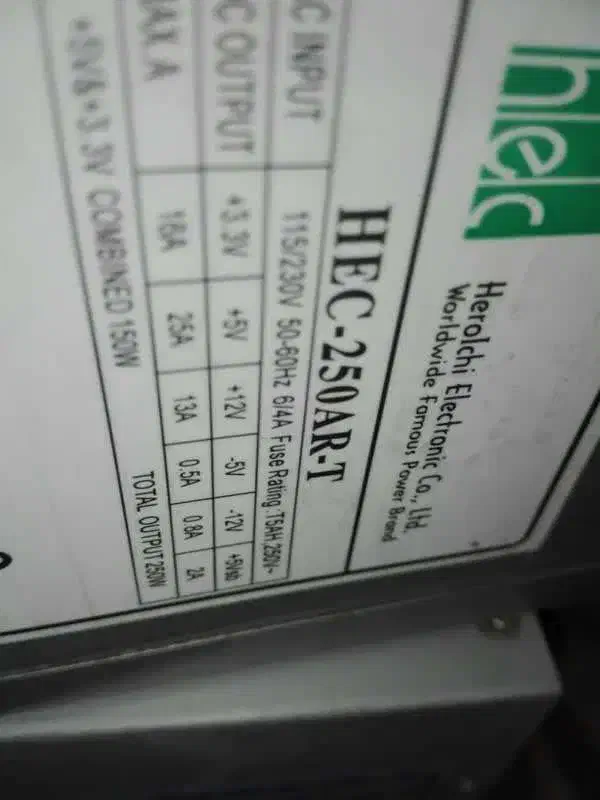 hec
HeroIchi Electronic Co., Ltd.
Worldwide Famous Power Brand
HEC-250AR-T
C INPUT 115/230V 50-60Hz 6/4A Fuse Rating:T5AH,250V~
C OUTPUT +3.3V +5V +12V -5V -12V +5Vsb
MAX A 16A 25A 13A 0.5A 0.8A 2A
+5V&+3.3V COMBINED 150W TOTAL OUTPUT 250W